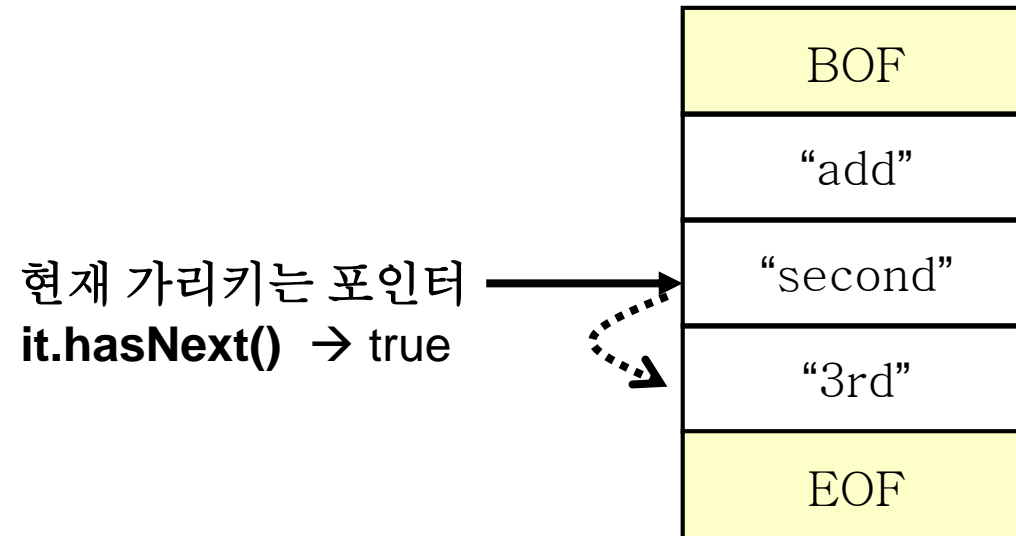 BOF
“add”
현재 가리키는 포인터
“second”
it.hasNext() → true
“3rd”
EOF